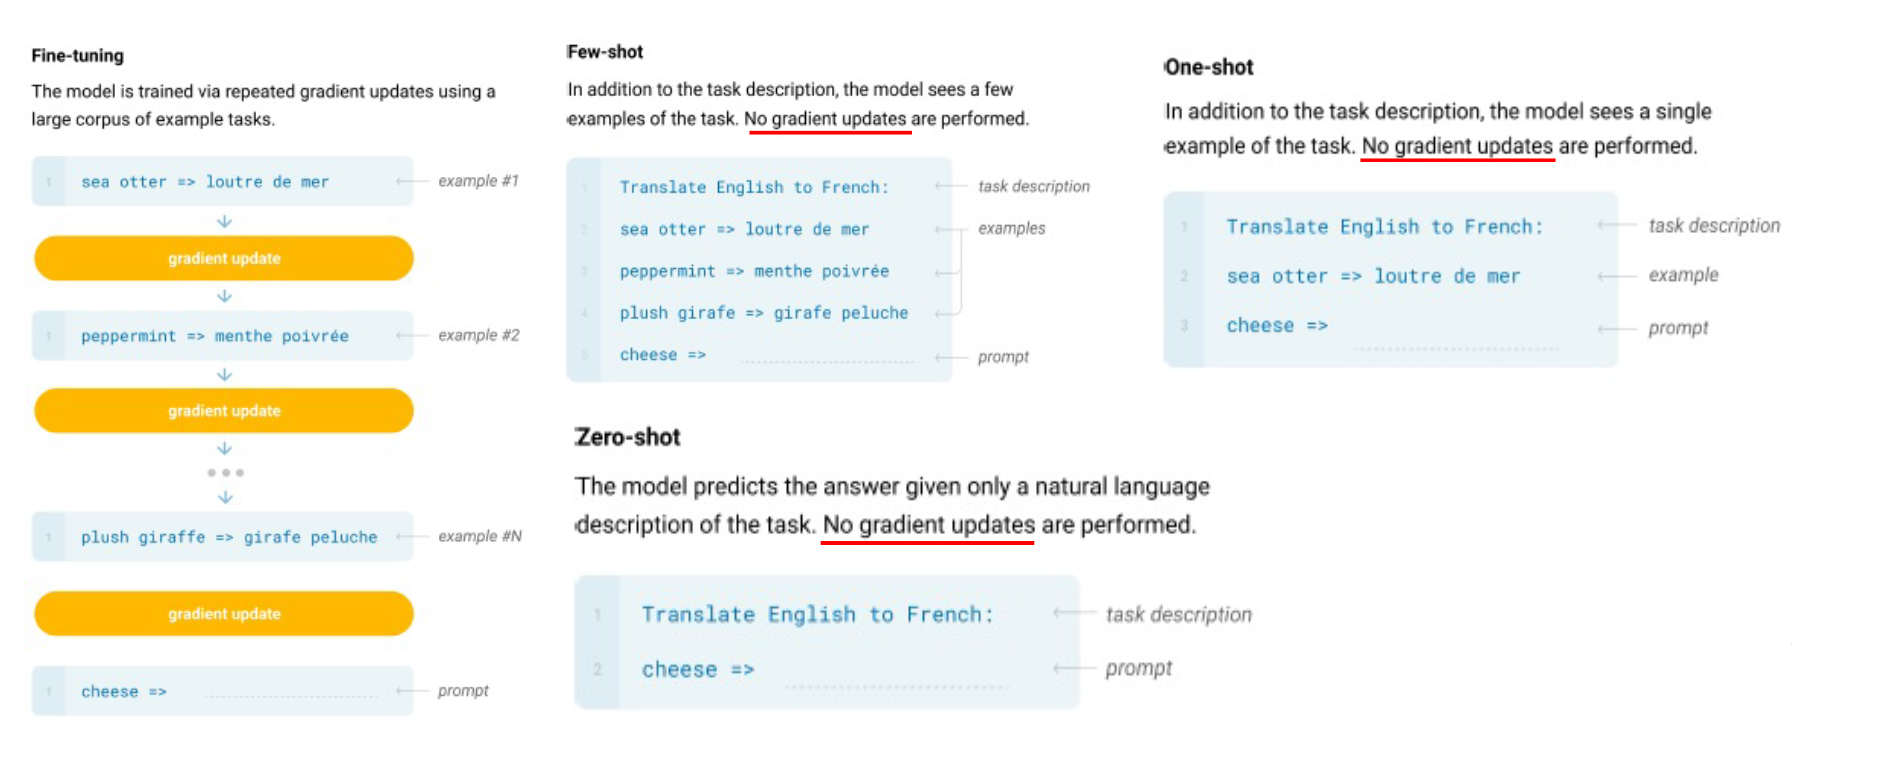 Fine-tuning
The model is trained via repeated gradient updates using a
large corpus of example tasks.
1 sea otter => loutre de mer example #1
gradient update
1 peppermint => menthe poivrée example #2
gradient update
1 plush giraffe => girafe peluche example #N
gradient update
1 cheese => prompt
Few-shot
In addition to the task description, the model sees a few
examples of the task. No gradient updates are performed.
1 Translate English to French: task description
2 sea otter => loutre de mer examples
3 peppermint => menthe poivrée
4 plush girafe => girafe peluche
5 cheese => prompt
One-shot
In addition to the task description, the model sees a single
example of the task. No gradient updates are performed.
1 Translate English to French: task description
2 sea otter => loutre de mer example
3 cheese => prompt
Zero-shot
The model predicts the answer given only a natural language
description of the task. No gradient updates are performed.
1 Translate English to French: task description
2 cheese => prompt